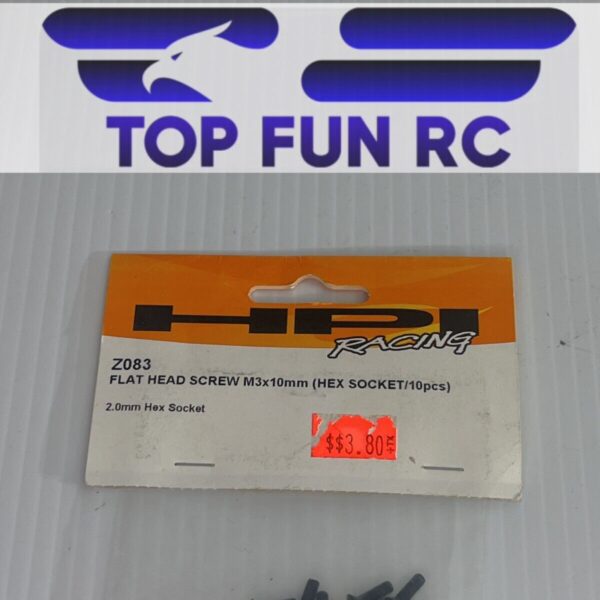 TOP FUN RC
HPI
RACING
Z083
FLAT HEAD SCREW M3x10mm (HEX SOCKET/10pcs)
2.0mm Hex Socket
$$3.80
+TX